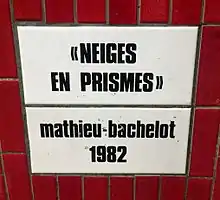 «NEIGES
EN PRISMES»
mathieu-bachelot
1982